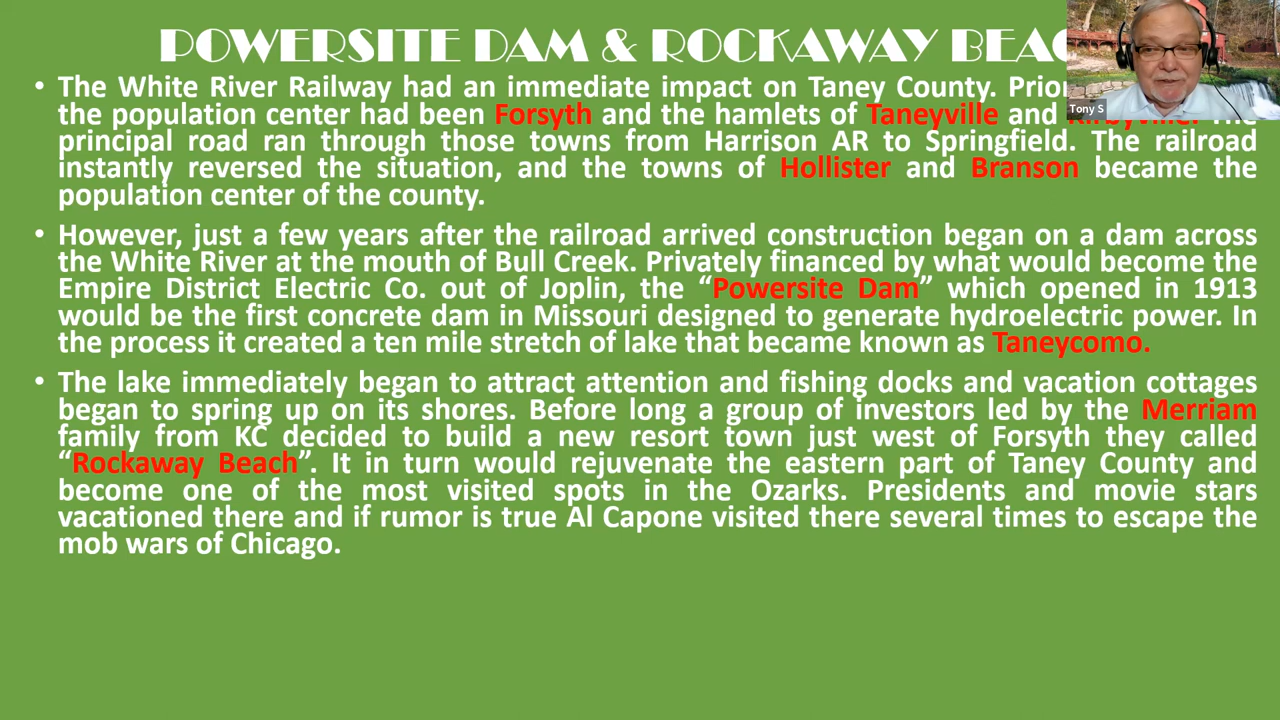 POWERSITE DAM & ROCKAWAY
Tony S
• The White River Railway had an immediate impact on Taney County.
the population center had been Forsyth and the hamlets of Taneyville and
principal road ran through those towns from Harrison AR to Springfield. The railroad
instantly reversed the situation, and the towns of Hollister and Branson became the
population center of the county.
• However, just a few years after the railroad arrived construction began on a dam across
the White River at the mouth of Bull Creek. Privately financed by what would become the
Empire District Electric Co. out of Joplin, the “Powersite Dam” which opened in 1913
would be the first concrete dam in Missouri designed to generate hydroelectric power. In
the process it created a ten mile stretch of lake that became known as Taneycomo.
• The lake immediately began to attract attention and fishing docks and vacation cottages
began to spring up on its shores. Before long a group of investors led by the Merriam
family from KC decided to build a new resort town just west of Forsyth they called
“Rockaway Beach”. It in turn would rejuvenate the eastern part of Taney County and
become one of the most visited spots in the Ozarks. Presidents and movie stars
vacationed there and if rumor is true Al Capone visited there several times to escape the
mob wars of Chicago.